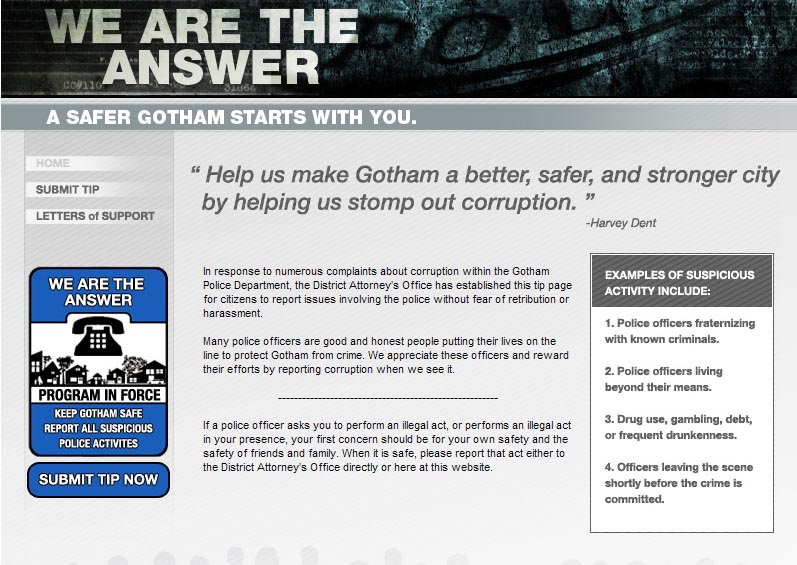 WE ARE THE
ANSWER
A SAFER GOTHAM STARTS WITH YOU.
HOME
SUBMIT TIP
LETTERS of SUPPORT
“ Help us make Gotham a better, safer, and stronger city
by helping us stomp out corruption. ”
-Harvey Dent
WE ARE THE
ANSWER
PROGRAM IN FORCE
KEEP GOTHAM SAFE
REPORT ALL SUSPICIOUS
POLICE ACTIVITES
SUBMIT TIP NOW
In response to numerous complaints about corruption within the Gotham
Police Department, the District Attorney's Office has established this tip page
for citizens to report issues involving the police without fear of retribution or
harassment.
Many police officers are good and honest people putting their lives on the
line to protect Gotham from crime. We appreciate these officers and reward
their efforts by reporting corruption when we see it.
If a police officer asks you to perform an illegal act, or performs an illegal act
in your presence, your first concern should be for your own safety and the
safety of friends and family. When it is safe, please report that act either to
the District Attorney's Office directly or here at this website.
EXAMPLES OF SUSPICIOUS
ACTIVITY INCLUDE:
1. Police officers fraternizing
with known criminals.
2. Police officers living
beyond their means.
3. Drug use, gambling, debt,
or frequent drunkenness.
4. Officers leaving the scene
shortly before the crime is
committed.